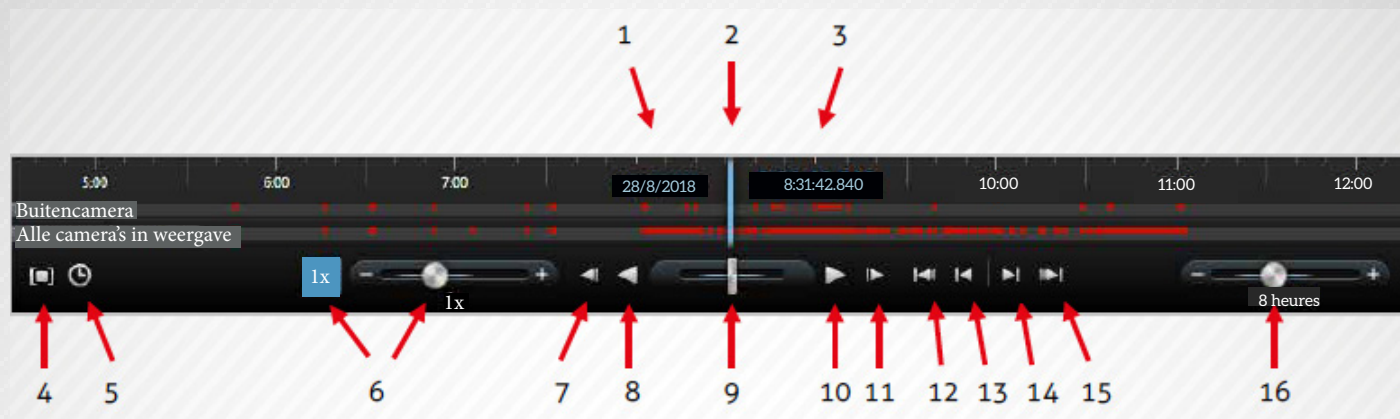 1 2 3
5:00 6:00 7:00 28/8/2018 8:31:42.840 10:00 11:00 12:00
Buitencamera
Alle camera's in weergave
1x
1x 8 heures
4 5 6 7 8 9 10 11 12 13 14 15 16